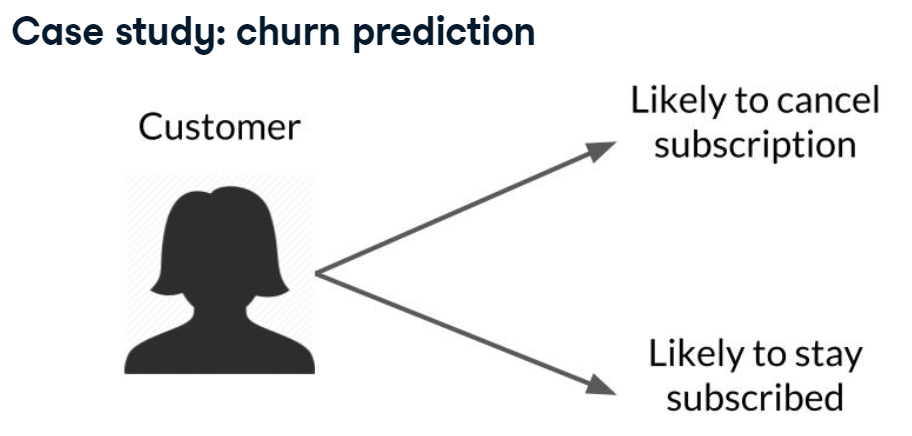 Case study: churn prediction
Customer
Likely to cancel
subscription
Likely to stay
subscribed